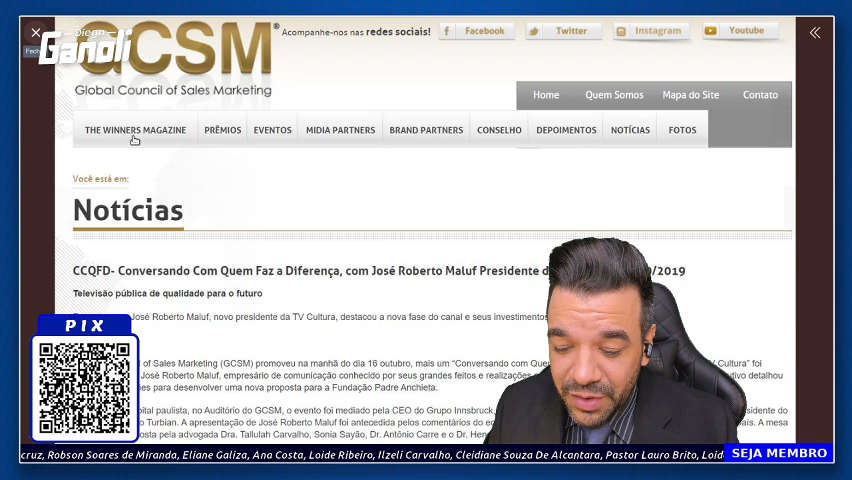 Diego
Ganoli
Fech
GCSM®
Global Council of Sales Marketing
Acompanhe-nos nas redes sociais!
Facebook
Twitter
Instagram
Youtube
Home Quem Somos Mapa do Site Contato
THE WINNERS MAGAZINE PRÊMIOS EVENTOS MIDIA PARTNERS BRAND PARTNERS CONSELHO DEPOIMENTOS NOTÍCIAS FOTOS
Você está em:
Notícias
CCQFD- Conversando Com Quem Faz a Diferença, com José Roberto Maluf Presidente d /2019
Televisão pública de qualidade para o futuro
José Roberto Maluf, novo presidente da TV Cultura, destacou a nova fase do canal e seus investimentos
of Sales Marketing (GCSM) promoveu na manhã do dia 16 outubro, mais um “Conversando com Que Cultura” foi
José Roberto Maluf, empresário de comunicação conhecido por seus grandes feitos e realizações detalhou
para desenvolver uma nova proposta para a Fundação Padre Anchieta.
pital paulista, no Auditório do GCSM, o evento foi mediado pela CEO do Grupo Innsbruck, sidente do
Turbian. A apresentação de José Roberto Maluf foi antecedida pelos comentários do A mesa
posta pela advogada Dra. Tallulah Carvalho, Sonia Sayão, Dr. Antônio Carre e o Dr. Hen
PIX
cruz, Robson Soares de Miranda, Eliane Galiza, Ana Costa, Loide Ribeiro, Ilzeli Carvalho, Cleidiane Souza De Alcantara, Pastor Lauro Brito, Loid
SEJA MEMBRO